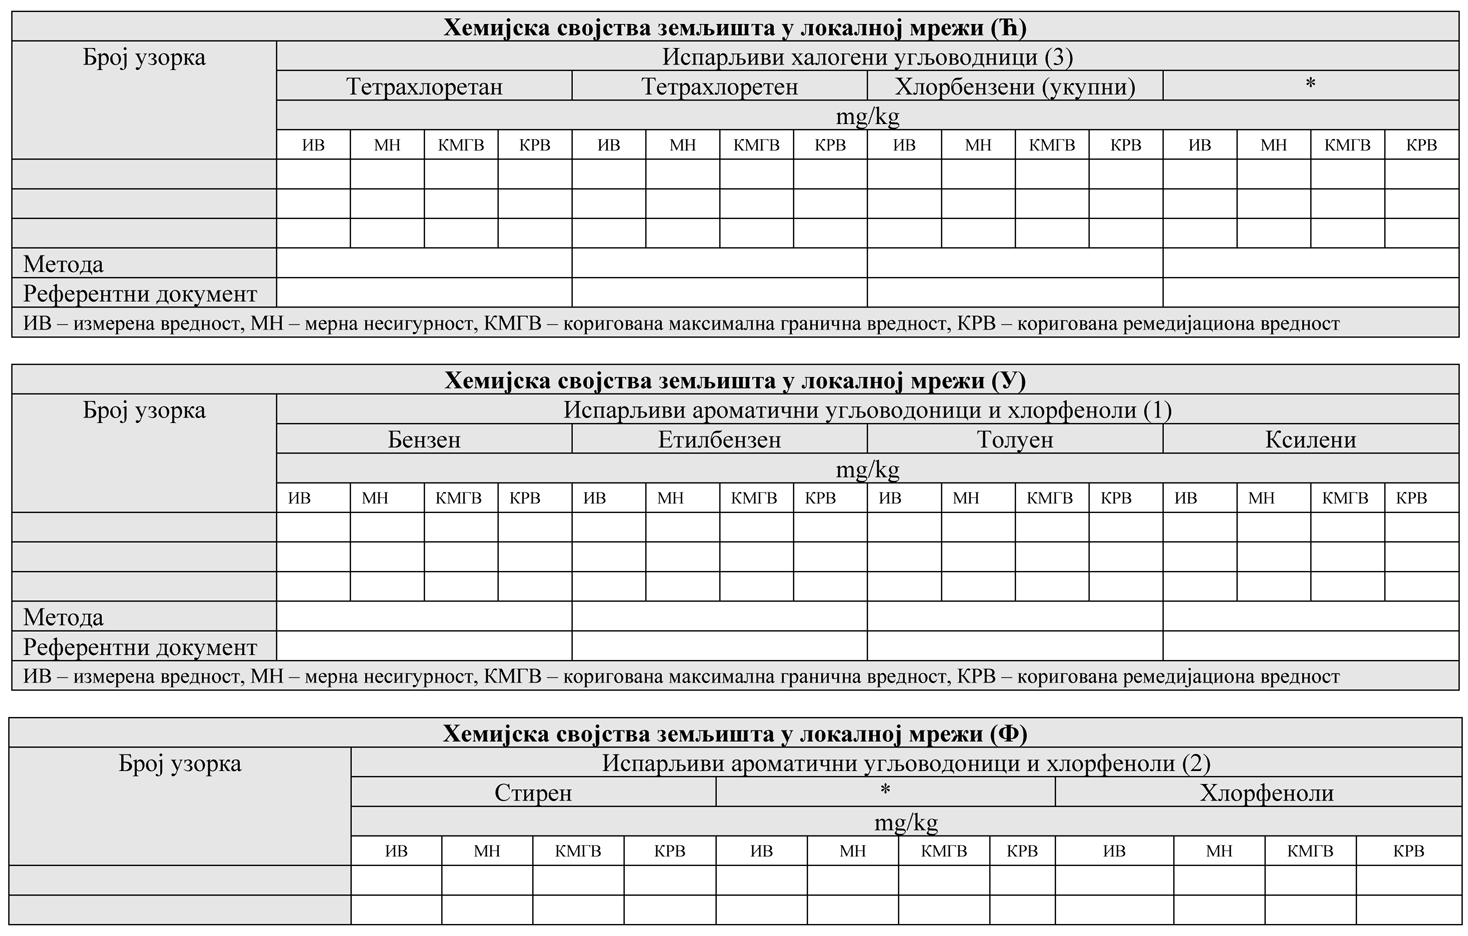 Хемијска својства земљишта у локалној мрежи (Ћ)
Број узорка
Испарљиви халогени угљоводници (3)
Тетрахлоретан Тетрахлоретен Хлорбензени (укупни) *
mg/kg
ИВ МН КМГВ КРВ ИВ МН КМГВ КРВ ИВ МН КМГВ КРВ ИВ МН КМГВ КРВ
Метода
Референтни документ
ИВ – измерена вредност, МН – мерна несигурност, КМГВ – коригована максимална гранична вредност, КРВ – коригована ремедијациона вредност
Хемијска својства земљишта у локалној мрежи (У)
Број узорка
Испарљиви ароматични угљоводоници и хлорфеноли (1)
Бензен Етилбензен Толуен Ксилени
mg/kg
ИВ МН КМГВ КРВ ИВ МН КМГВ КРВ ИВ МН КМГВ КРВ ИВ МН КМГВ КРВ
Метода
Референтни документ
ИВ – измерена вредност, МН – мерна несигурност, КМГВ – коригована максимална гранична вредност, КРВ – коригована ремедијациона вредност
Хемијска својства земљишта у локалној мрежи (Ф)
Број узорка
Испарљиви ароматични угљоводоници и хлорфеноли (2)
Стирен * Хлорфеноли
mg/kg
ИВ МН КМГВ КРВ ИВ МН КМГВ КРВ ИВ МН КМГВ КРВ